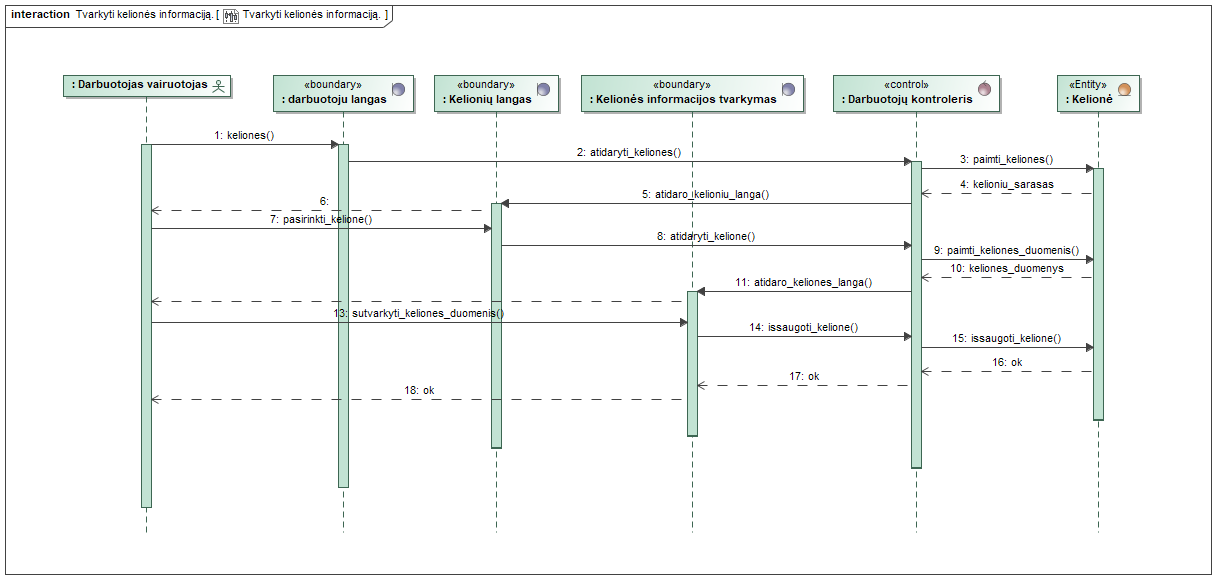 interaction Tvarkyti kelionės informaciją. [ Tvarkyti kelionės informaciją. ]
: Darbuotojas vairuotojas
«boundary»
: darbuotoju langas
«boundary»
: Kelionių langas
«boundary»
: Kelionės informacijos tvarkymas
«control»
: Darbuotojų kontroleris
«Entity»
: Kelionė
1: keliones()
2: atidaryti_keliones()
3: paimti_keliones()
4: kelioniu_sarasas
5: atidaro_kelioniu_langa()
6:
7: pasirinkti_kelione()
8: atidaryti_kelione()
9: paimti_keliones_duomenis()
10: keliones_duomenys
11: atidaro_keliones_langa()
13: sutvarkyti_keliones_duomenis()
14: issaugoti_kelione()
15: issaugoti_kelione()
16: ok
17: ok
18: ok